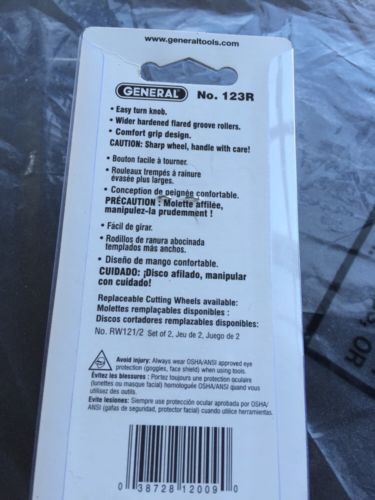 www.generaltools.com
GENERAL® No. 123R
• Easy turn knob.
• Wider hardened flared groove rollers.
• Comfort grip design.
CAUTION: Sharp wheel, handle with care!
• Bouton facile à tourner.
• Rouleaux trempés à rainure
évasée plus larges.
• Conception de peignée confortable.
PRÉCAUTION : Molette affilée,
manipulez-la prudemment !
• Fácil de girar.
• Rodillos de ranura abocinada
templados más anchos.
• Diseño de mango confortable.
CUIDADO: ¡Disco afilado, manipular
con cuidado!
Replaceable Cutting Wheels available:
Molettes remplaçables disponibles :
Discos cortadores remplazables disponibles:
No. RW121/2 Set of 2, Jeu de 2, Juego de 2
Avoid injury: Always wear OSHA/ANSI approved eye
protection (goggles, face shield) when using tools.
Évitez les blessures : Portez toujours une protection oculaire
(lunettes ou masque facial) homologuée OSHA/ANSI quand vous
utilisez des outils.
Evite lesiones: Siempre use protección ocular aprobada por OSHA/
ANSI (gafas de seguridad, protector facial) cuando utilice herramientas.
0 38728 12009 0